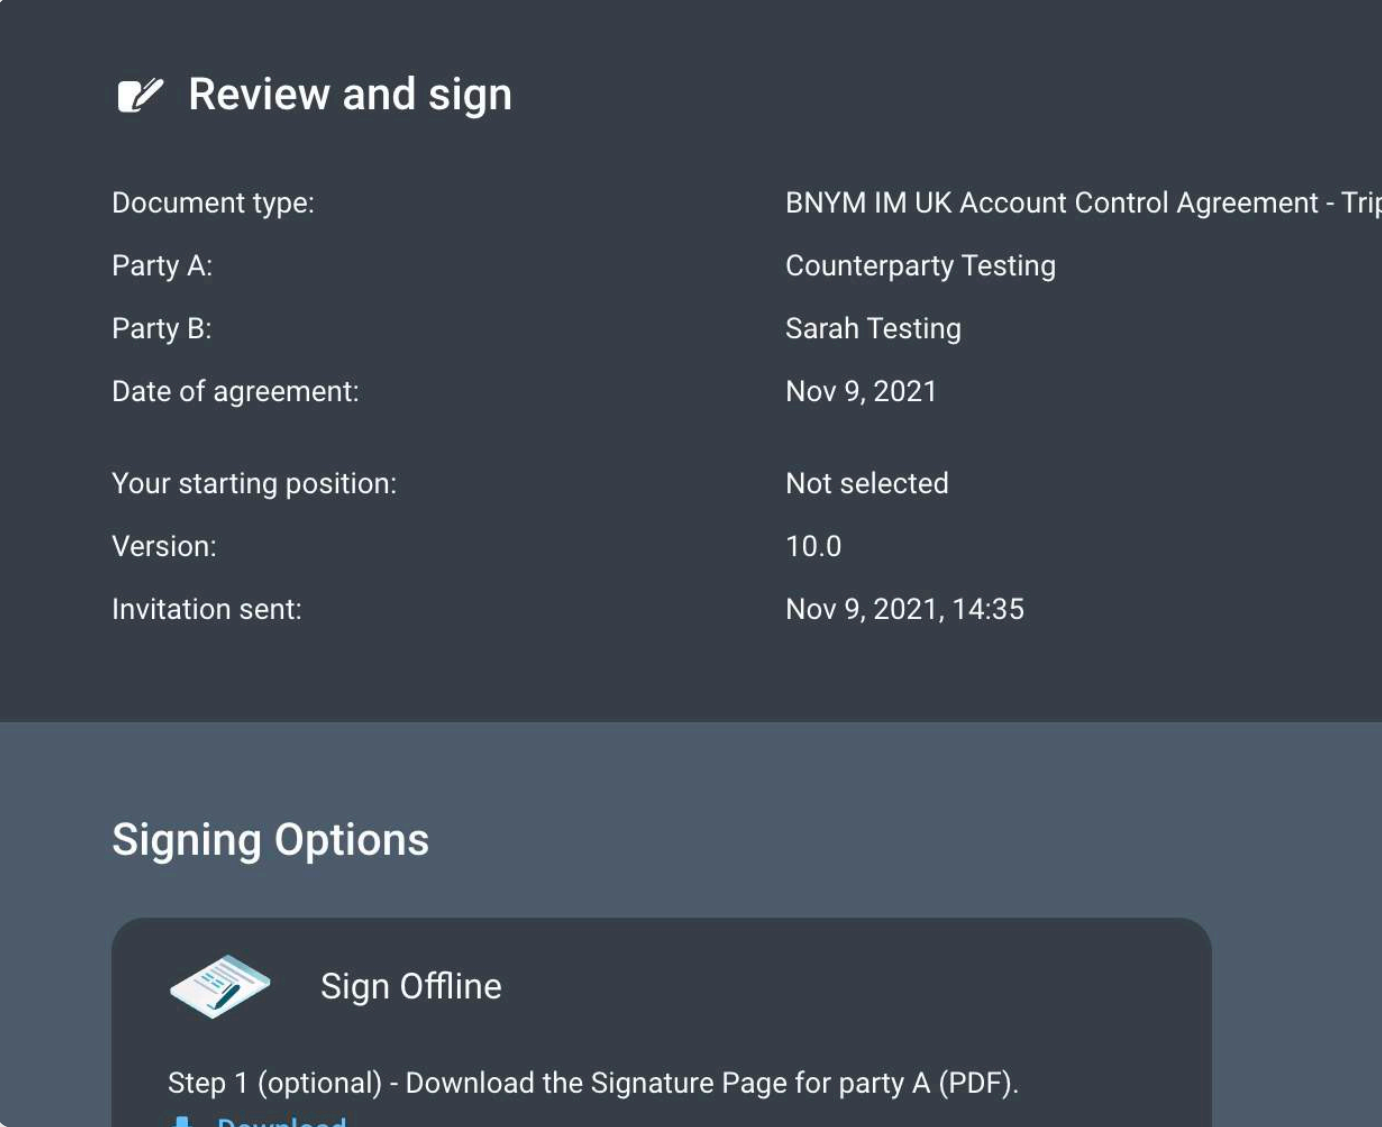 Review and sign
Document type: BNYM IM UK Account Control Agreement - Trip
Party A: Counterparty Testing
Party B: Sarah Testing
Date of agreement: Nov 9, 2021
Your starting position: Not selected
Version: 10.0
Invitation sent: Nov 9, 2021, 14:35
Signing Options
Sign Offline
Step 1 (optional) - Download the Signature Page for party A (PDF).
Download